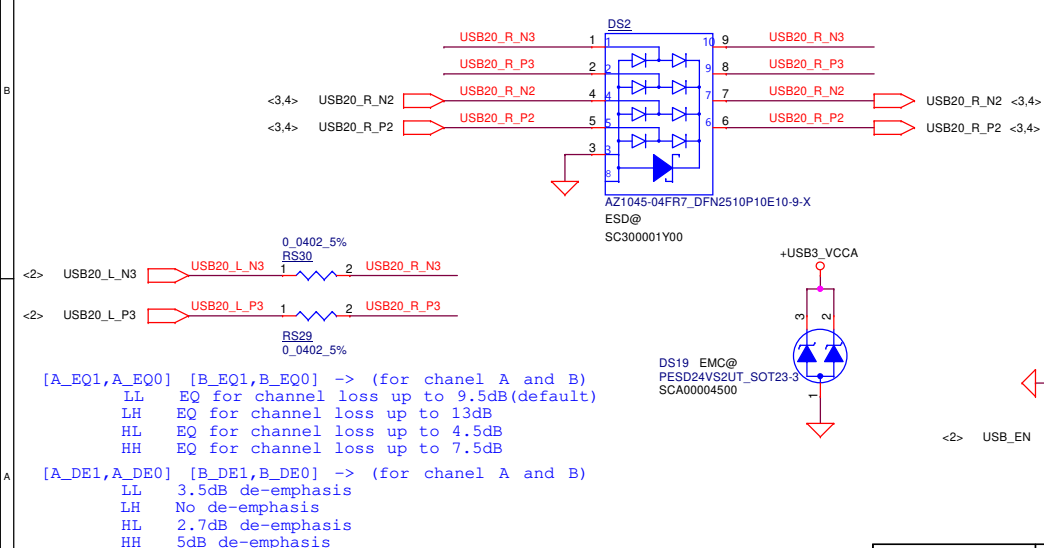 DS2
USB20_R_N3 1 1 10 9 USB20_R_N3
USB20_R_P3 2 2 9 8 USB20_R_P3
B
<3,4> USB20_R_N2 USB20_R_N2 4 4 7 7 USB20_R_N2 USB20_R_N2 <3,4>
<3,4> USB20_R_P2 USB20_R_P2 5 5 6 6 USB20_R_P2 USB20_R_P2 <3,4>
3 3
8
AZ1045-04FR7_DFN2510P10E10-9-X
ESD@
SC300001Y00
0_0402_5%
RS30
<2> USB20_L_N3 USB20_L_N3 1 2 USB20_R_N3
<2> USB20_L_P3 USB20_L_P3 1 2 USB20_R_P3
RS29
0_0402_5%
+USB3_VCCA
3 2
DS19 EMC@
PESD24VS2UT_SOT23-3
SCA00004500
1
<2> USB_EN
[A_EQ1,A_EQ0] [B_EQ1,B_EQ0] -> (for chanel A and B)
LL EQ for channel loss up to 9.5dB(default)
LH EQ for channel loss up to 13dB
HL EQ for channel loss up to 4.5dB
HH EQ for channel loss up to 7.5dB
A
[A_DE1,A_DE0] [B_DE1,B_DE0] -> (for chanel A and B)
LL 3.5dB de-emphasis
LH No de-emphasis
HL 2.7dB de-emphasis
HH 5dB de-emphasis